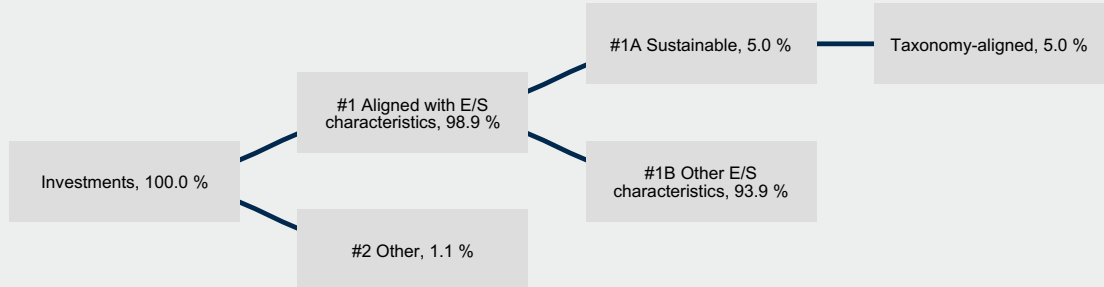 Investments, 100.0 %
#1 Aligned with E/S
characteristics, 98.9 %
#2 Other, 1.1 %
#1A Sustainable, 5.0 %
#1B Other E/S
characteristics, 93.9 %
Taxonomy-aligned, 5.0 %